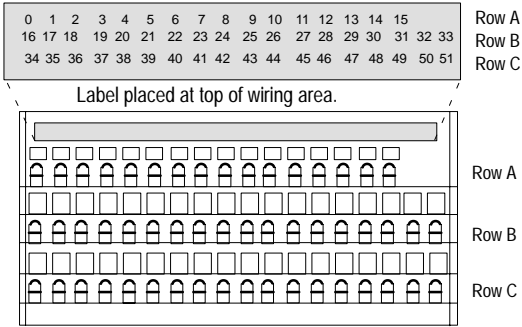 0 1 2 3 4 5 6 7 8 9 10 11 12 13 14 15 Row A
16 17 18 19 20 21 22 23 24 25 26 27 28 29 30 31 32 33 Row B
34 35 36 37 38 39 40 41 42 43 44 45 46 47 48 49 50 51 Row C
Label placed at top of wiring area.
Row A
Row B
Row C